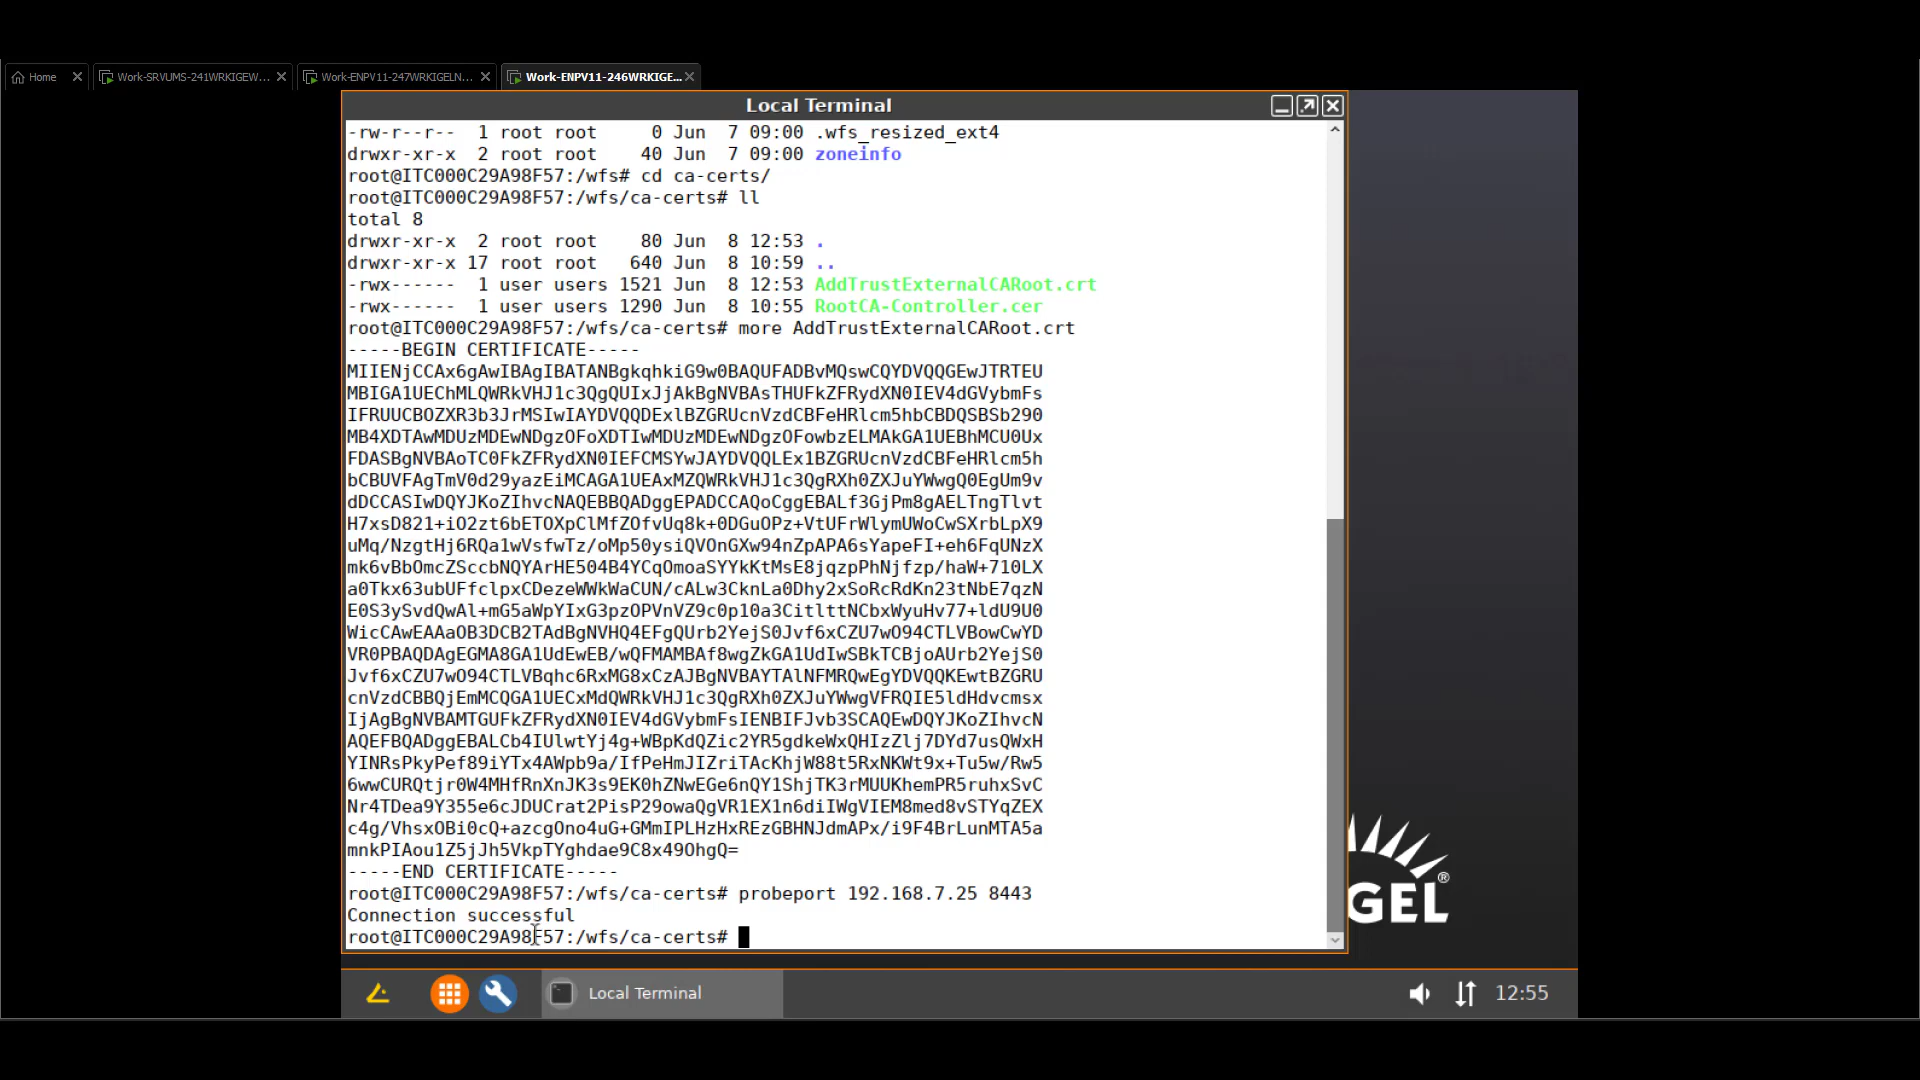 Home
Work-SRVUMS-241WRKIGEW...
Work-ENPV11-247WRKIGELN...
Work-ENPV11-246WRKIGE...
Local Terminal
-rw-r--r-- 1 root root 0 Jun 7 09:00 .wfs_resized_ext4
drwxr-xr-x 2 root root 40 Jun 7 09:00 zoneinfo
root@ITC000C29A98F57:/wfs# cd ca-certs/
root@ITC000C29A98F57:/wfs/ca-certs# ll
total 8
drwxr-xr-x 2 root root 80 Jun 8 12:53 .
drwxr-xr-x 17 root root 640 Jun 8 10:59 ..
-rwx------ 1 user users 1521 Jun 8 12:53 AddTrustExternalCARoot.crt
-rwx------ 1 user users 1290 Jun 8 10:55 RootCA-Controller.cer
root@ITC000C29A98F57:/wfs/ca-certs# more AddTrustExternalCARoot.crt
-----BEGIN CERTIFICATE-----
MIIENjCCAx6gAwIBAgIBATANBgkqhkiG9w0BAQUFADBvMQswCQYDVQQGEwJTRTEU
MBIGA1UEChMLQWRkVHJ1c3QgQUIxJjAkBgNVBAsTHUFkZFRydXN0IEV4dGVybmFs
IFRUUCBOZXR3b3JrMSIwIAYDVQQDExlBZGRUcnVzdCBFeHRlcm5hbCBDQSBSb290
MB4XDTAwMDUzMDEwNDgzOFoXDTIwMDUzMDEwNDgzOFowbzELMAkGA1UEBhMCU0Ux
FDASBgNVBAoTC0FkZFRydXN0IEFCMSYwJAYDVQQLEx1BZGRUcnVzdCBFeHRlcm5h
bCBUVFAgTmV0d29yazEiMCAGA1UEAxMZQWRkVHJ1c3QgRXh0ZXJuYWwgQ0EgUm9v
dDCCASIwDQYJKoZIhvcNAQEBBQADggEPADCCAQoCggEBALf3GjPm8gAELTngTlvt
H7xsD821+iO2zt6bETOXpClMfZOfvUq8k+0DGuOPz+VtUFrWlymUWoCwSXrbLpX9
uMq/NzgtHj6RQa1wVsfwTz/oMp50ysiQVOnGXw94nZpAPA6sYapeFI+eh6FqUNzX
mk6vBbOmcZSccbNQYArHE504B4YCqOmoaSYYkKtMsE8jqzpPhNjfzp/haW+710LX
a0Tkx63ubUFfclpxCDezeWWkWaCUN/cALw3CknLa0Dhy2xSoRcRdKn23tNbE7qzN
E0S3ySvdQwAl+mG5aWpYIxG3pzOPVnVZ9c0p10a3CitlttNCbxWyuHv77+ldU9U0
WicCAwEAAaOB3DCB2TAdBgNVHQ4EFgQUrb2YejS0Jvf6xCZU7wO94CTLVBowCwYD
VR0PBAQDAgEGMA8GA1UdEwEB/wQFMAMBAf8wgZkGA1UdIwSBkTCBjoAUrb2YejS0
Jvf6xCZU7wO94CTLVBqhc6RxMG8xCzAJBgNVBAYTAlNFMRQwEgYDVQQKEwtBZGRU
cnVzdCBBQjEmMCQGA1UECxMdQWRkVHJ1c3QgRXh0ZXJuYWwgVFRQIE5ldHdvcmsx
IjAgBgNVBAMTGUFkZFRydXN0IEV4dGVybmFsIENBIFJvb3SCAQEwDQYJKoZIhvcN
AQEFBQADggEBALCb4IUlwtYj4g+WBpKdQZic2YR5gdkeWxQHIzZlj7DYd7usQWxH
YINRsPkyPef89iYTx4AWpb9a/IfPeHmJIZriTAcKhjW88t5RxNKWt9x+Tu5w/Rw5
6wwCURQtjr0W4MHfRnXnJK3s9EK0hZNwEGe6nQY1ShjTK3rMUUKhemPR5ruhxSvC
Nr4TDea9Y355e6cJDUCrat2PisP29owaQgVR1EX1n6diIWgVIEM8med8vSTYqZEX
c4g/VhsxOBi0cQ+azcgOno4uG+GMmIPLHzHxREzGBHNJdmAPx/i9F4BrLunMTA5a
mnkPIAou1Z5jJh5VkpTYghdae9C8x49OhgQ=
-----END CERTIFICATE-----
root@ITC000C29A98F57:/wfs/ca-certs# probeport 192.168.7.25 8443
Connection successful
root@ITC000C29A98F57:/wfs/ca-certs#
GEL®
Local Terminal
12:55